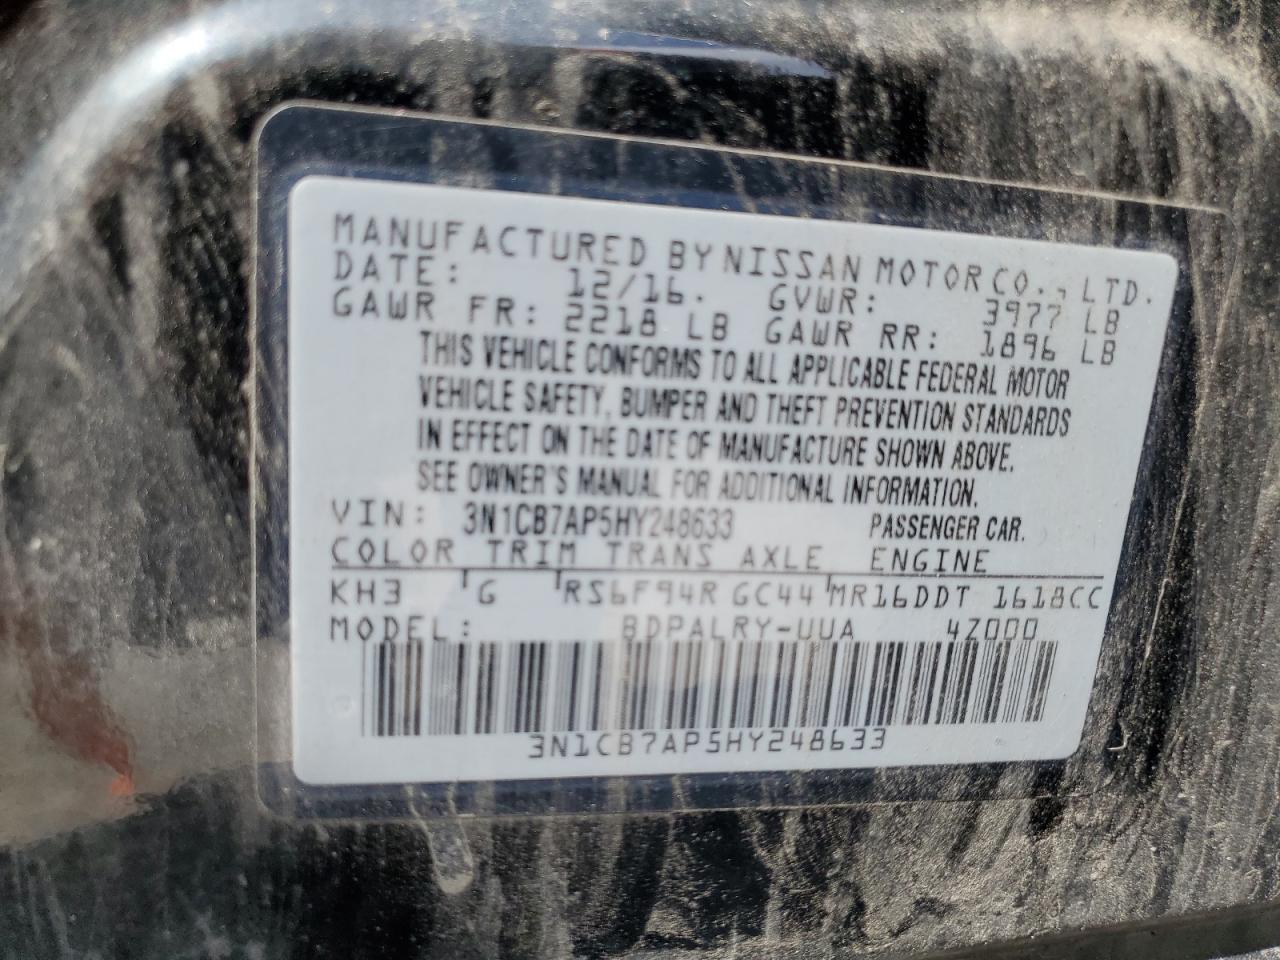 MANUFACTURED BY NISSAN MOTOR CO., LTD.
DATE: 12/16. GVWR: 3977 LB
GAWR FR: 2218 LB GAWR RR: 1896 LB
THIS VEHICLE CONFORMS TO ALL APPLICABLE FEDERAL MOTOR
VEHICLE SAFETY, BUMPER AND THEFT PREVENTION STANDARDS
IN EFFECT ON THE DATE OF MANUFACTURE SHOWN ABOVE.
SEE OWNER'S MANUAL FOR ADDITIONAL INFORMATION.
VIN: 3N1CB7AP5HY248633 PASSENGER CAR.
COLOR TRIM TRANS AXLE ENGINE
KH3 G RS6F94R GC44 MR16DDT 1618CC
MODEL: BDPALRY-UUA 4Z000
3N1CB7AP5HY248633